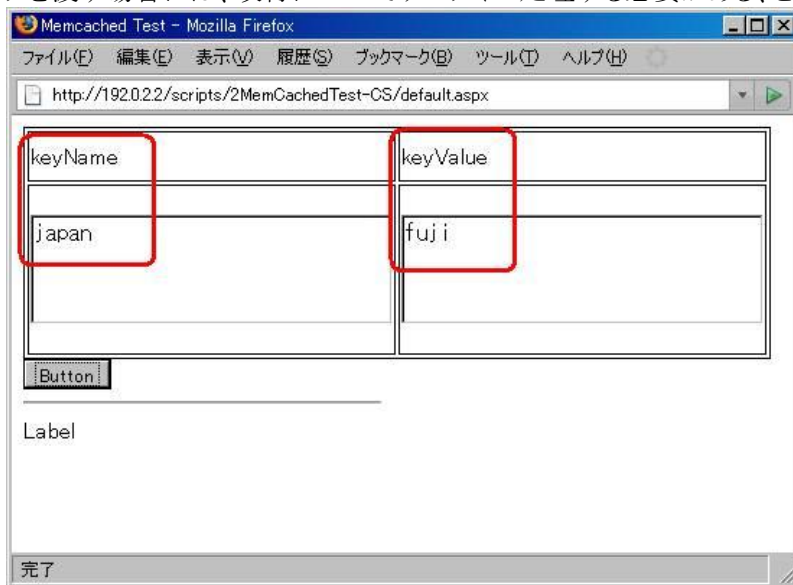 Memcached Test - Mozilla Firefox
ファイル(F) 編集(E) 表示(V) 履歴(S) ブックマーク(B) ツール(T) ヘルプ(H)
http://192.0.2.2/scripts/2MemCachedTest-CS/default.aspx
keyName keyValue
japan fuji
Button
Label
完了